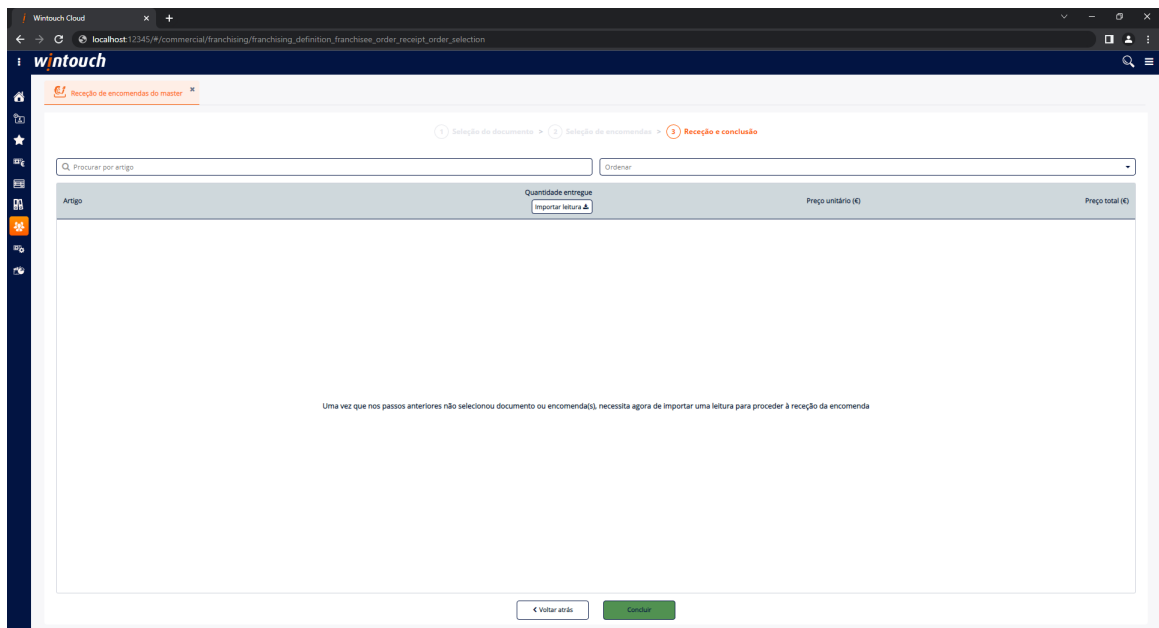 Wintouch Cloud
localhost:12345/#/commercial/franchising/franchising_definition_franchisee_order_receipt_order_selection
wintouch
Receção de encomendas do master
1 Seleção do documento > 2 Seleção de encomendas > 3 Receção e conclusão
Procurar por artigo
Ordenar
Artigo
Quantidade entregue
Importar leitura
Preço unitário (€)
Preço total (€)
Uma vez que nos passos anteriores não selecionou documento ou encomenda(s), necessita agora de importar uma leitura para proceder à receção da encomenda
Voltar atrás
Concluir